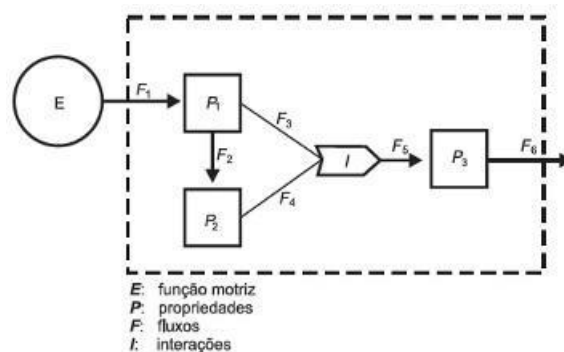 E
F₁
P₁
F₃
F₂
I
F₅
P₃
F₆
F₄
P₂
E: função motriz
P: propriedades
F: fluxos
I: interações